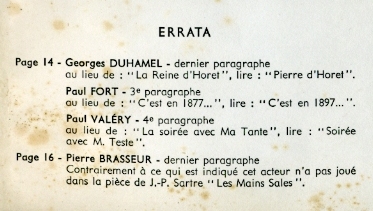 ERRATA
Page 14 - Georges DUHAMEL - dernier paragraphe
au lieu de : "La Reine d'Horet", lire : "Pierre d'Horet".
Paul FORT - 3e paragraphe
au lieu de : "C'est en 1877...", lire : "C'est en 1897...".
Paul VALÉRY - 4e paragraphe
au lieu de : "La soirée avec Ma Tante", lire : "Soirée
avec M. Teste".
Page 16 - Pierre BRASSEUR - dernier paragraphe
Contrairement à ce qui est indiqué cet acteur n'a pas joué
dans la pièce de J.-P. Sartre "Les Mains Sales".